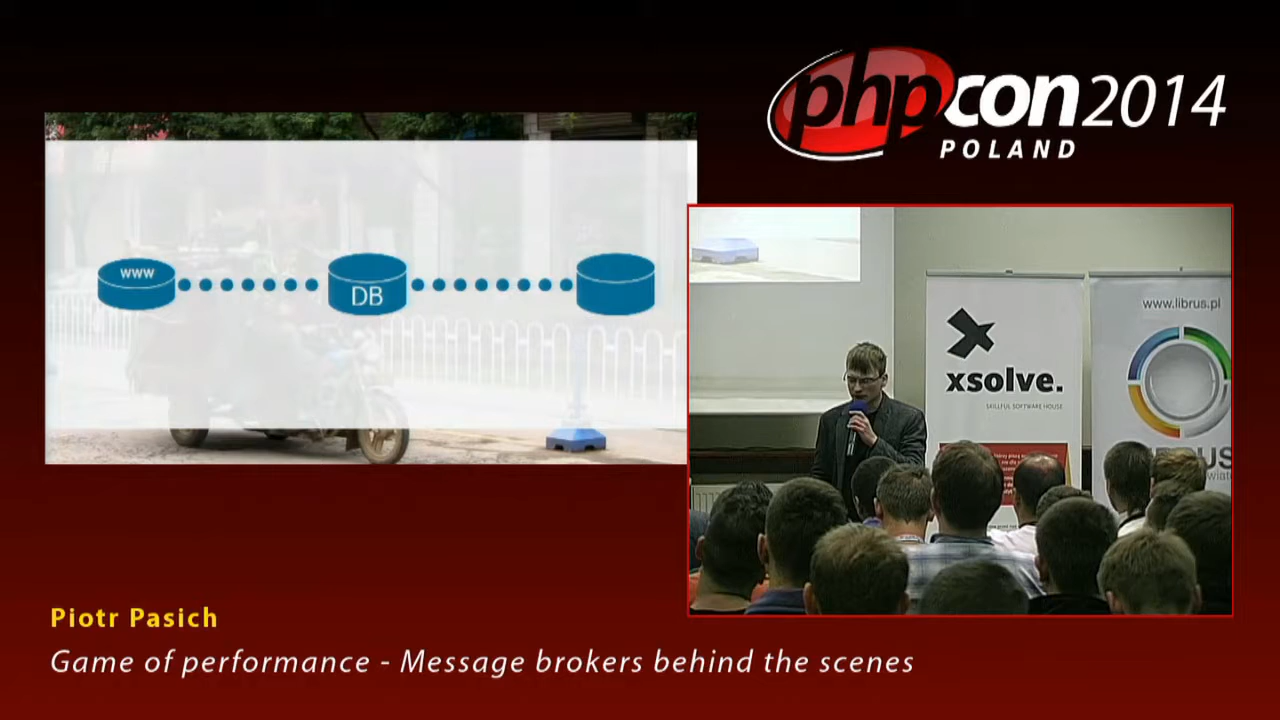 phpcon2014
POLAND
www
DB
xsolve.
SKILLFUL SOFTWARE HOUSE
www.librus.pl
Piotr Pasich
Game of performance - Message brokers behind the scenes